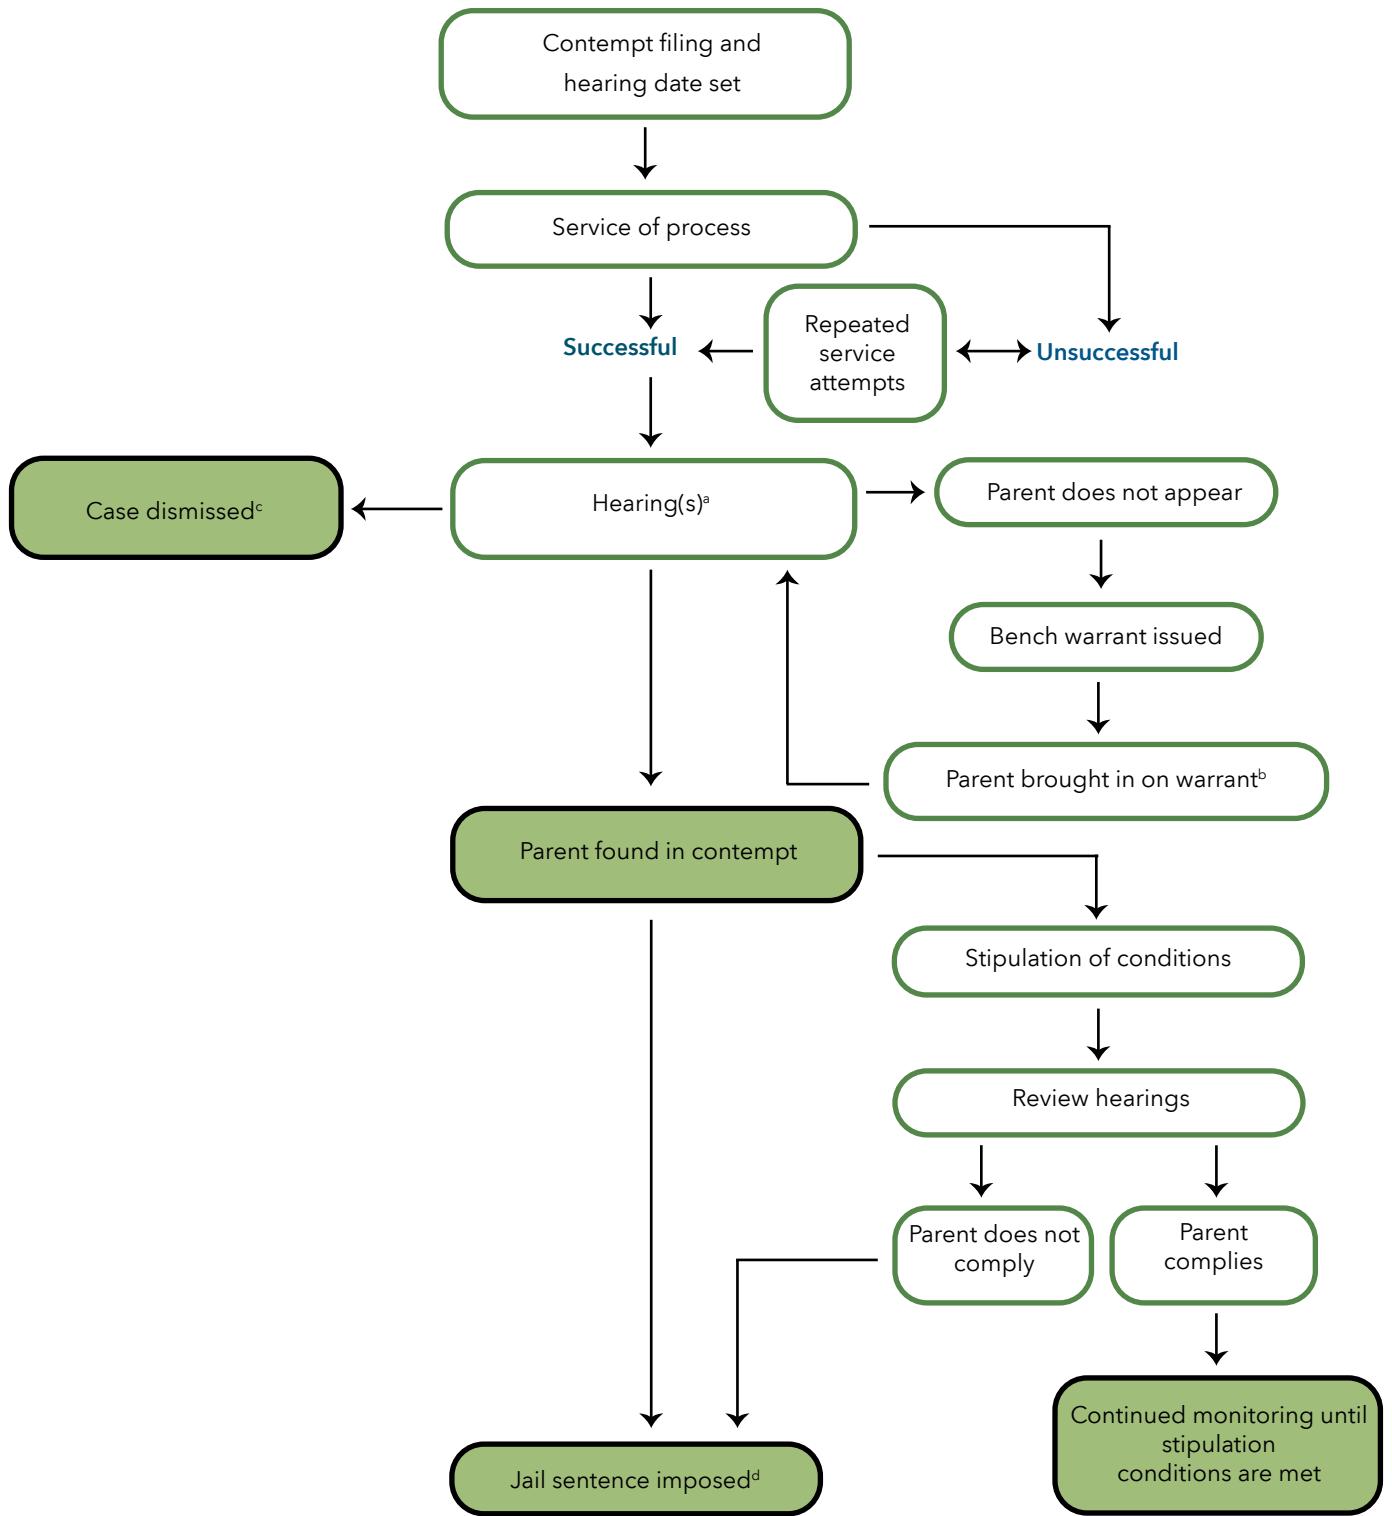 Contempt filing and
hearing date set
Service of process
Successful
Repeated
service
attempts
Unsuccessful
Case dismissedᶜ
Hearing(s)ᵃ
Parent does not appear
Bench warrant issued
Parent brought in on warrantᵇ
Parent found in contempt
Stipulation of conditions
Review hearings
Parent does not
comply
Parent
complies
Continued monitoring until
stipulation
conditions are met
Jail sentence imposedᵈ